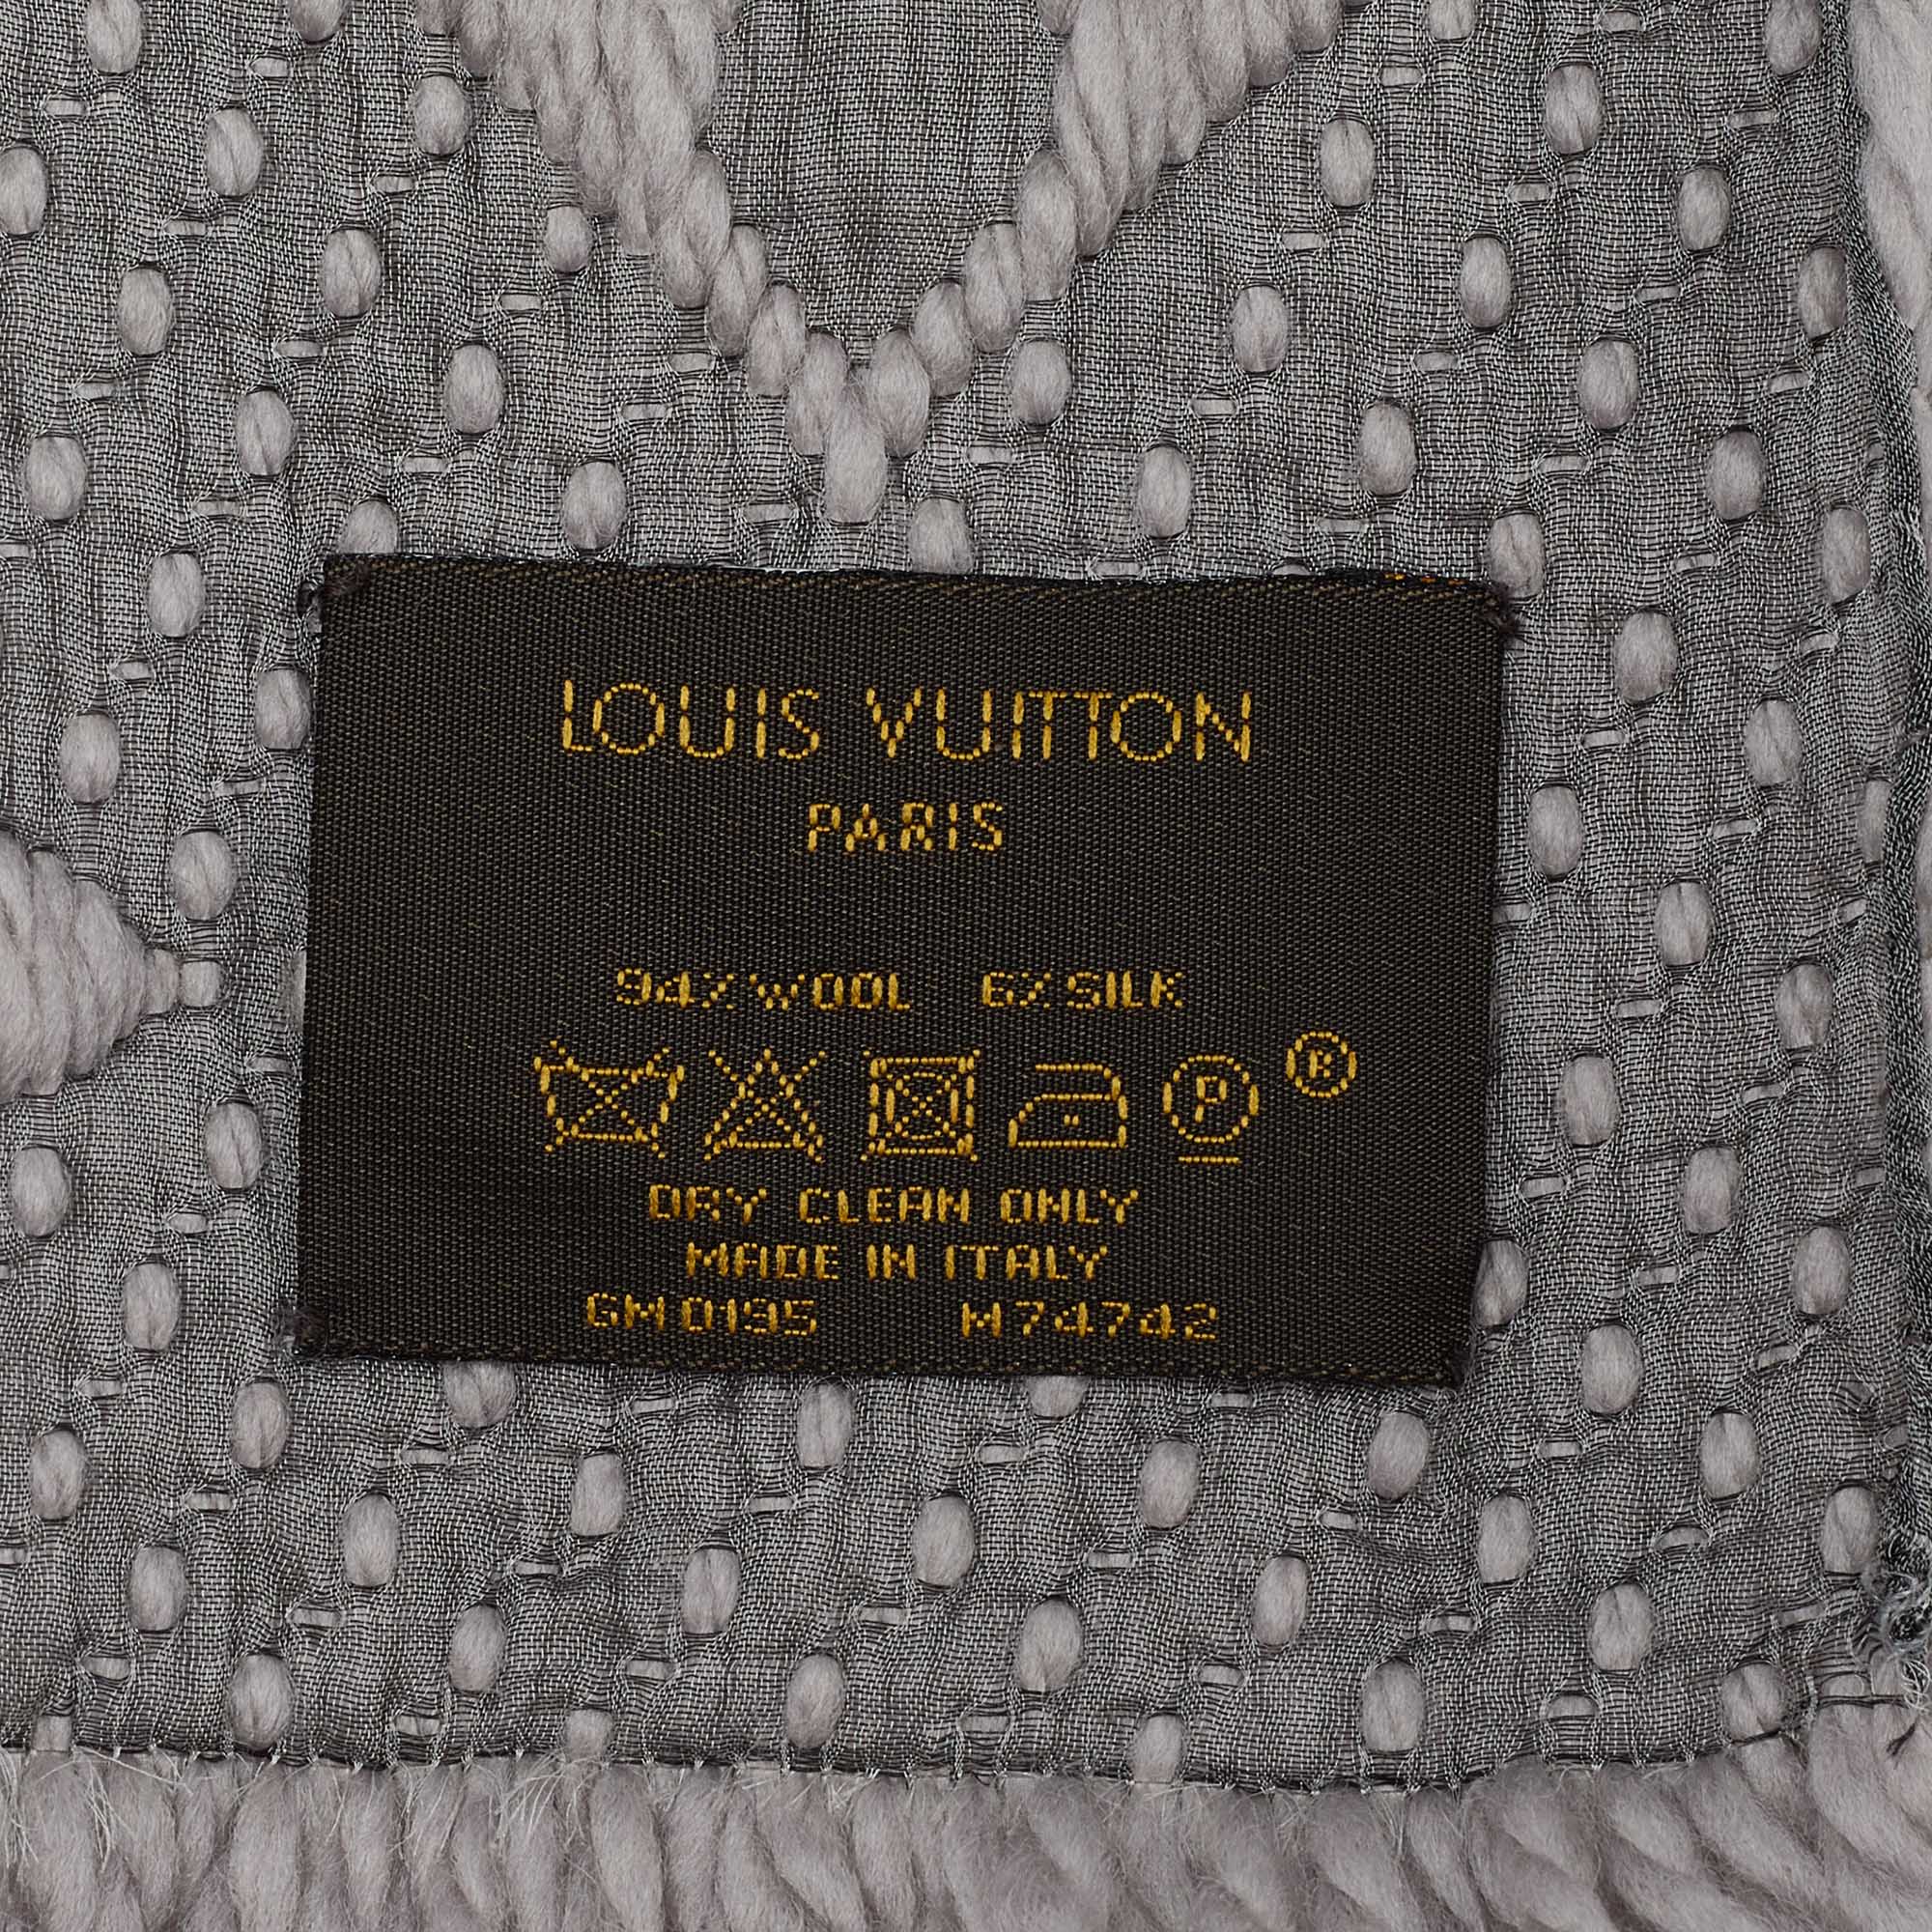 LOUIS VUITTON
PARIS
94% WOOL 6% SILK
P ®
DRY CLEAN ONLY
MADE IN ITALY
GM0195 M74742